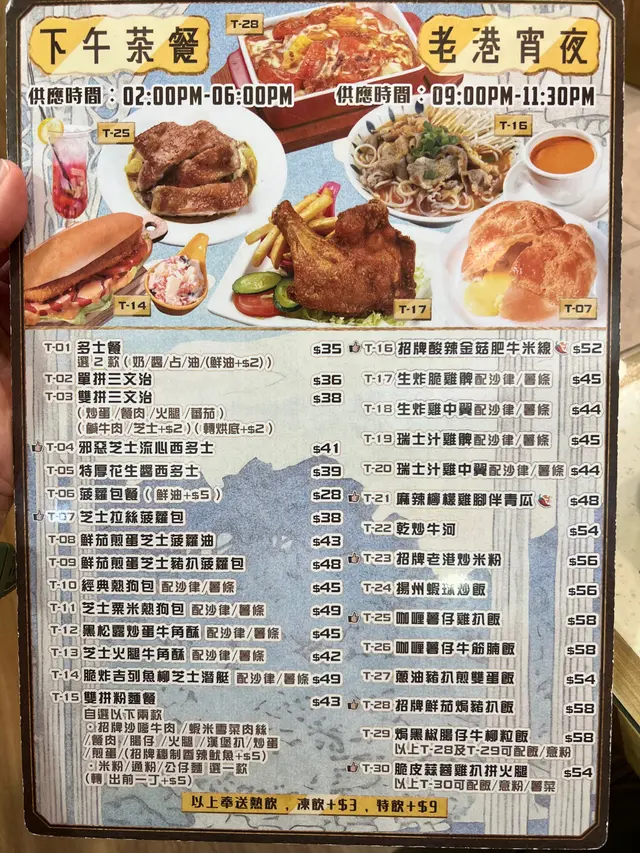 下午茶餐
T-28
老港宵夜
供應時間：02:00PM-06:00PM
供應時間：09:00PM-11:30PM
T-25
T-16
T-14
T-17
T-07
T-01 多士餐 $35
選2款(奶/醬/占/油/(鮮油+$2))
T-02 單拼三文治 $36
T-03 雙拼三文治 $38
(炒蛋/餐肉/火腿/番茄)
(鹹牛肉/芝士+$2)(轉烘底+$2)
T-04 邪惡芝士流心西多士 $41
T-05 特厚花生醬西多士 $39
T-06 菠蘿包餐(鮮油+$5) $28
T-07 芝士拉絲菠蘿包 $38
T-08 鮮茄煎蛋芝士菠蘿油 $43
T-09 鮮茄煎蛋芝士豬扒菠蘿包 $48
T-10 經典熱狗包 配沙律/薯條 $45
T-11 芝士粟米熱狗包 配沙律/薯條 $49
T-12 黑松露炒蛋牛角酥 配沙律/薯條 $45
T-13 芝士火腿牛角酥 配沙律/薯條 $42
T-14 脆炸吉列魚柳芝士潛艇 配沙律/薯條 $49
T-15 雙拼粉麵餐 $43
自選以下兩款
・招牌沙嗲牛肉/蝦米雪菜肉絲
/餐肉/腸仔/火腿/漢堡扒/炒蛋
/煎蛋/(招牌種制香辣魷魚+$5)
・米粉/通粉/公仔麵 選一款
(轉 出前一丁+$5)
T-16 招牌酸辣金菇肥牛米線 $52
T-17 生炸脆雞髀 配沙律/薯條 $45
T-18 生炸雞中翼 配沙律/薯條 $44
T-19 瑞士汁雞髀 配沙律/薯條 $45
T-20 瑞士汁雞中翼 配沙律/薯條 $44
T-21 麻辣檸檬雞腳伴青瓜 $48
T-22 乾炒牛河 $54
T-23 招牌老港炒米粉 $56
T-24 揚州蝦球炒飯 $56
T-25 咖喱薯仔雞扒飯 $58
T-26 咖喱薯仔牛筋腩飯 $58
T-27 蔥油豬扒煎雙蛋飯 $54
T-28 招牌鮮茄焗豬扒飯 $58
T-29 焗黑椒腸仔牛柳粒飯 $58
以上T-28及T-29可配飯/意粉
T-30 脆皮蒜蓉雞扒拼火腿 $54
以上T-30可配飯/意粉/薯菜
以上奉送熱飲，凍飲+$3，特飲+$9